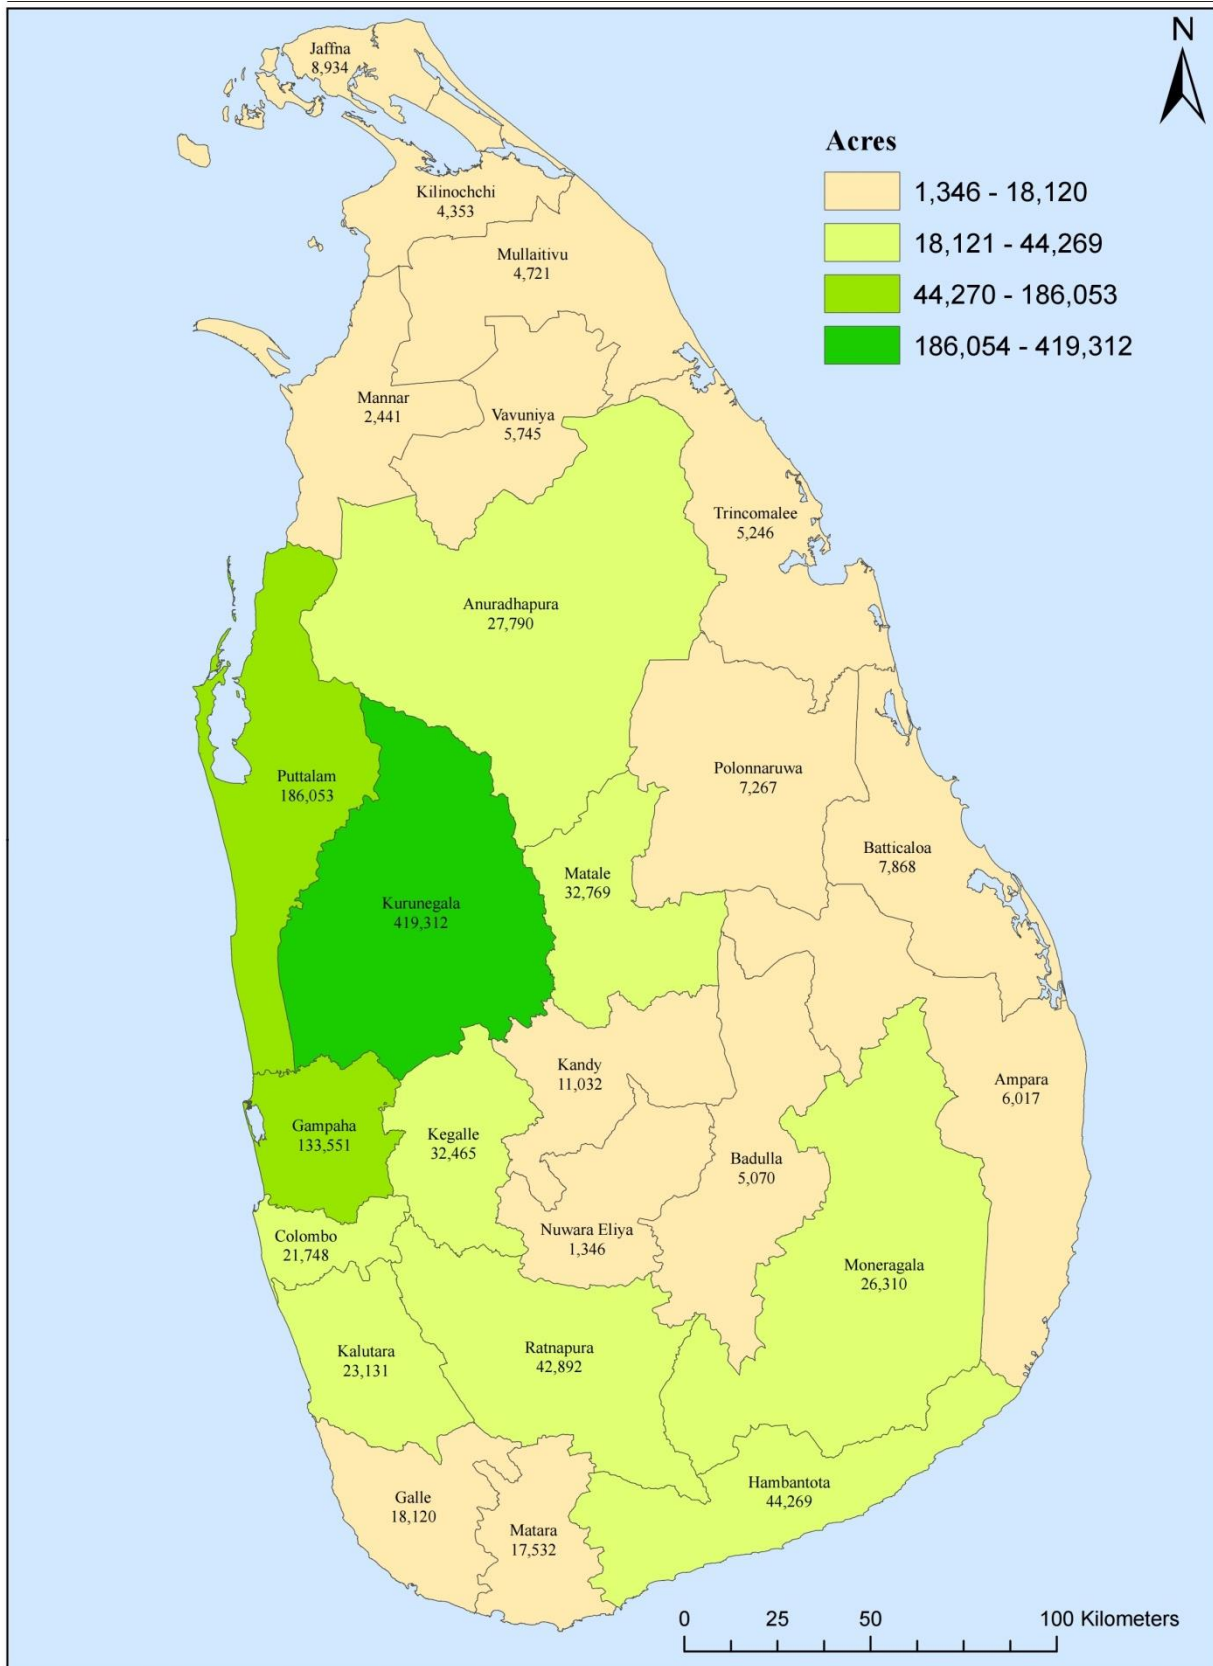 N
Jaffna
8,934
Acres
1,346 - 18,120
18,121 - 44,269
44,270 - 186,053
186,054 - 419,312
Kilinochchi
4,353
Mullaitivu
4,721
Mannar
2,441
Vavuniya
5,745
Trincomalee
5,246
Anuradhapura
27,790
Puttalam
186,053
Polonnaruwa
7,267
Batticaloa
7,868
Matale
32,769
Kurunegala
419,312
Kandy
11,032
Ampara
6,017
Gampaha
133,551
Kegalle
32,465
Badulla
5,070
Nuwara Eliya
1,346
Colombo
21,748
Moneragala
26,310
Kalutara
23,131
Ratnapura
42,892
Hambantota
44,269
Galle
18,120
Matara
17,532
0 25 50 100 Kilometers